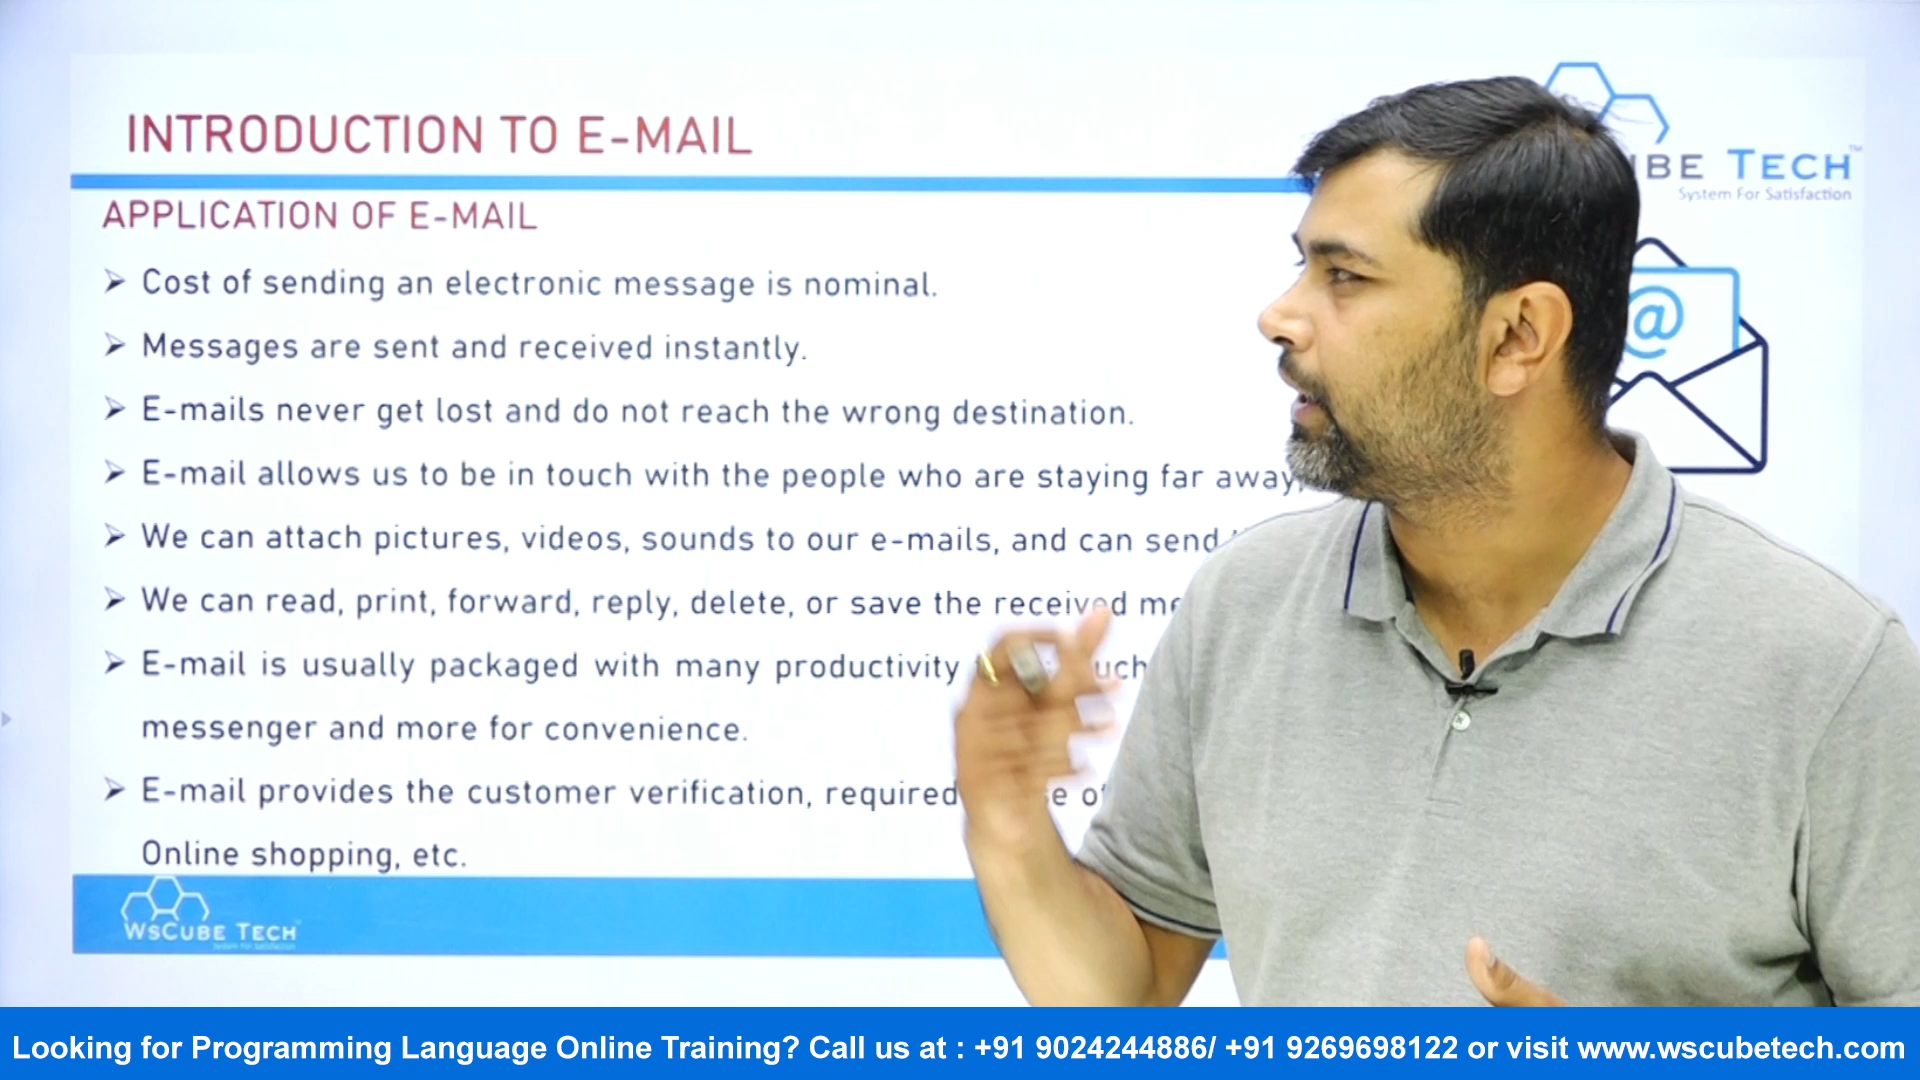 INTRODUCTION TO E-MAIL
BE TECH™
System For Satisfaction
APPLICATION OF E-MAIL
➢ Cost of sending an electronic message is nominal.
➢ Messages are sent and received instantly.
➢ E-mails never get lost and do not reach the wrong destination.
➢ E-mail allows us to be in touch with the people who are staying far away,
@
➢ We can attach pictures, videos, sounds to our e-mails, and can send
➢ We can read, print, forward, reply, delete, or save the received
➢ E-mail is usually packaged with many productivity
messenger and more for convenience.
➢ E-mail provides the customer verification, required
Online shopping, etc.
WSCUBE TECH
System For Satisfaction
Looking for Programming Language Online Training? Call us at : +91 9024244886/ +91 9269698122 or visit www.wscubetech.com